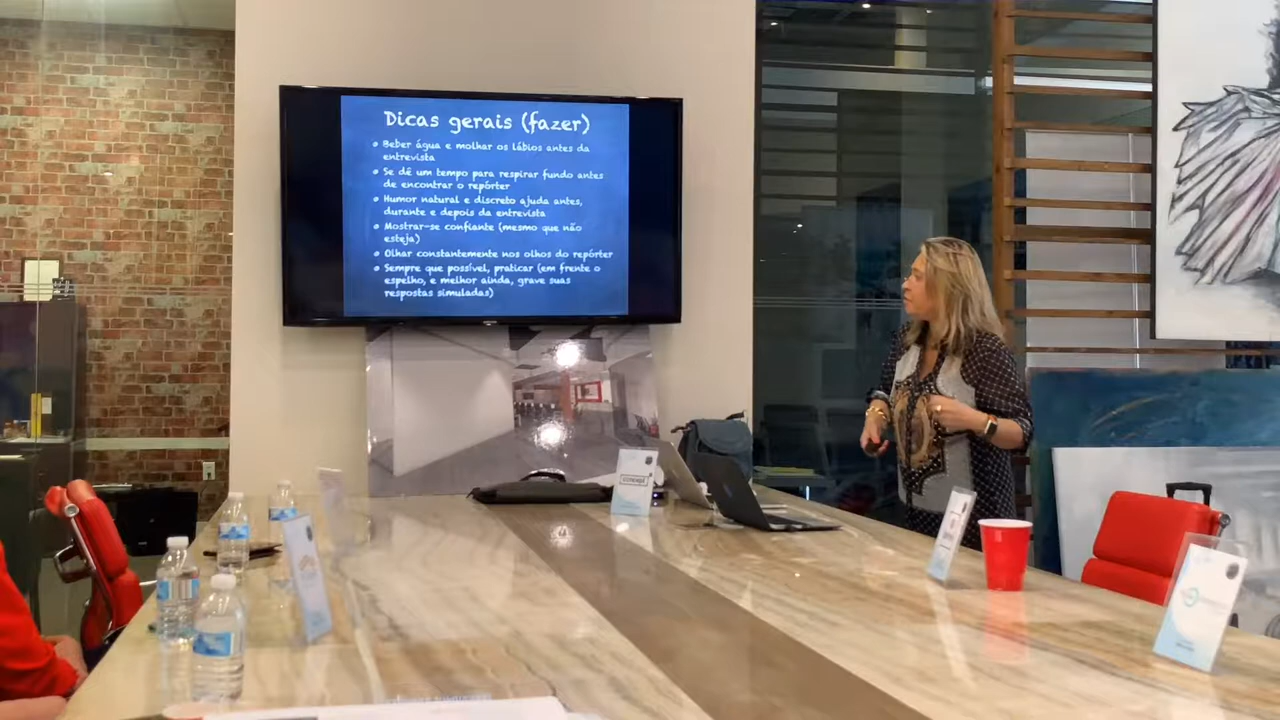 Dicas gerais (fazer)
• Beber água e molhar os lábios antes da
entrevista
• Se dê um tempo para respirar fundo antes
de encontrar o repórter
• Humor natural e discreto ajuda antes,
durante e depois da entrevista
• Mostrar-se confiante (mesmo que não
esteja)
• Olhar constantemente nos olhos do repórter
• Sempre que possível, praticar (em frente o
espelho, e melhor ainda, grave suas
respostas simuladas)